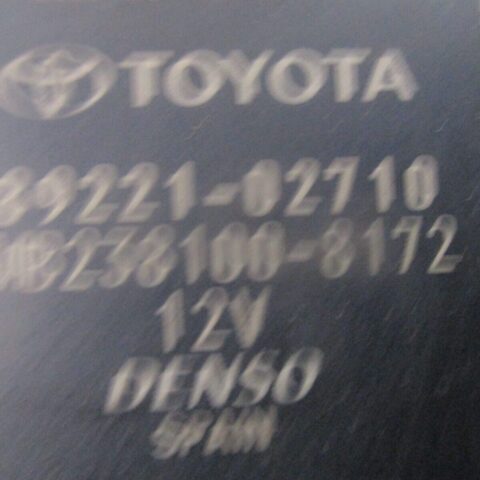 TOYOTA
89221-02710
MB238100-8172
12V
DENSO
SPAIN